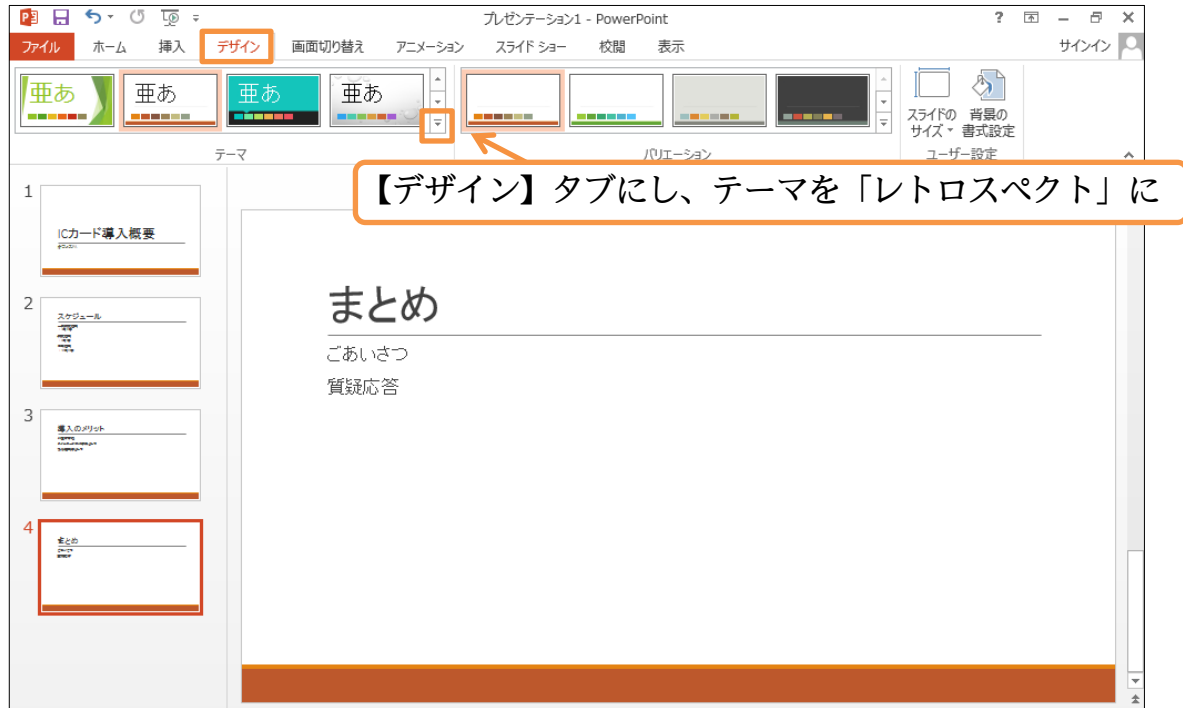 プレゼンテーション1 - PowerPoint
ファイル ホーム 挿入 デザイン 画面切り替え アニメーション スライド ショー 校閲 表示 サインイン
亜あ 亜あ 亜あ 亜あ
スライドの サイズ
背景の 書式設定
テーマ バリエーション ユーザー設定
【デザイン】タブにし、テーマを「レトロスペクト」に
1
ICカード導入概要
2
スケジュール
3
導入のメリット
4
まとめ
まとめ
ごあいさつ
質疑応答